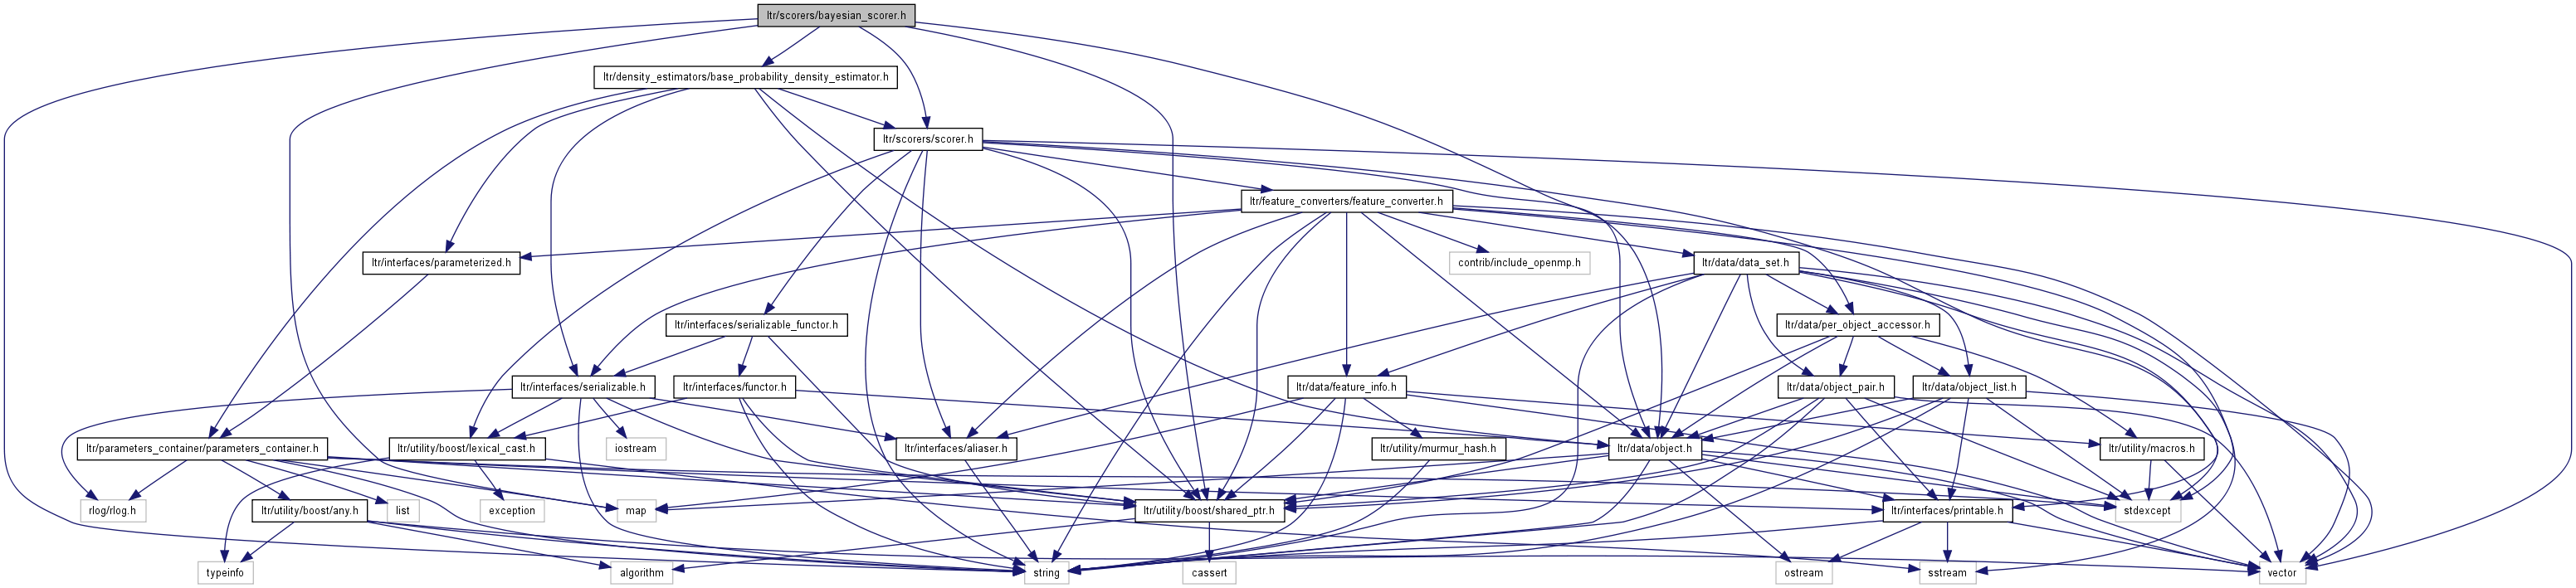 ltr/scorers/bayesian_scorer.h
ltr/density_estimators/base_probability_density_estimator.h
ltr/scorers/scorer.h
ltr/feature_converters/feature_converter.h
ltr/interfaces/parameterized.h
contrib/include_openmp.h
ltr/data/data_set.h
ltr/interfaces/serializable_functor.h
ltr/data/per_object_accessor.h
ltr/interfaces/serializable.h
ltr/interfaces/functor.h
ltr/data/feature_info.h
ltr/data/object_pair.h
ltr/data/object_list.h
ltr/parameters_container/parameters_container.h
ltr/utility/boost/lexical_cast.h
iostream
ltr/interfaces/aliaser.h
ltr/utility/murmur_hash.h
ltr/data/object.h
ltr/utility/macros.h
rlog/rlog.h
ltr/utility/boost/any.h
list
exception
map
ltr/utility/boost/shared_ptr.h
ltr/interfaces/printable.h
stdexcept
typeinfo
algorithm
string
cassert
ostream
sstream
vector